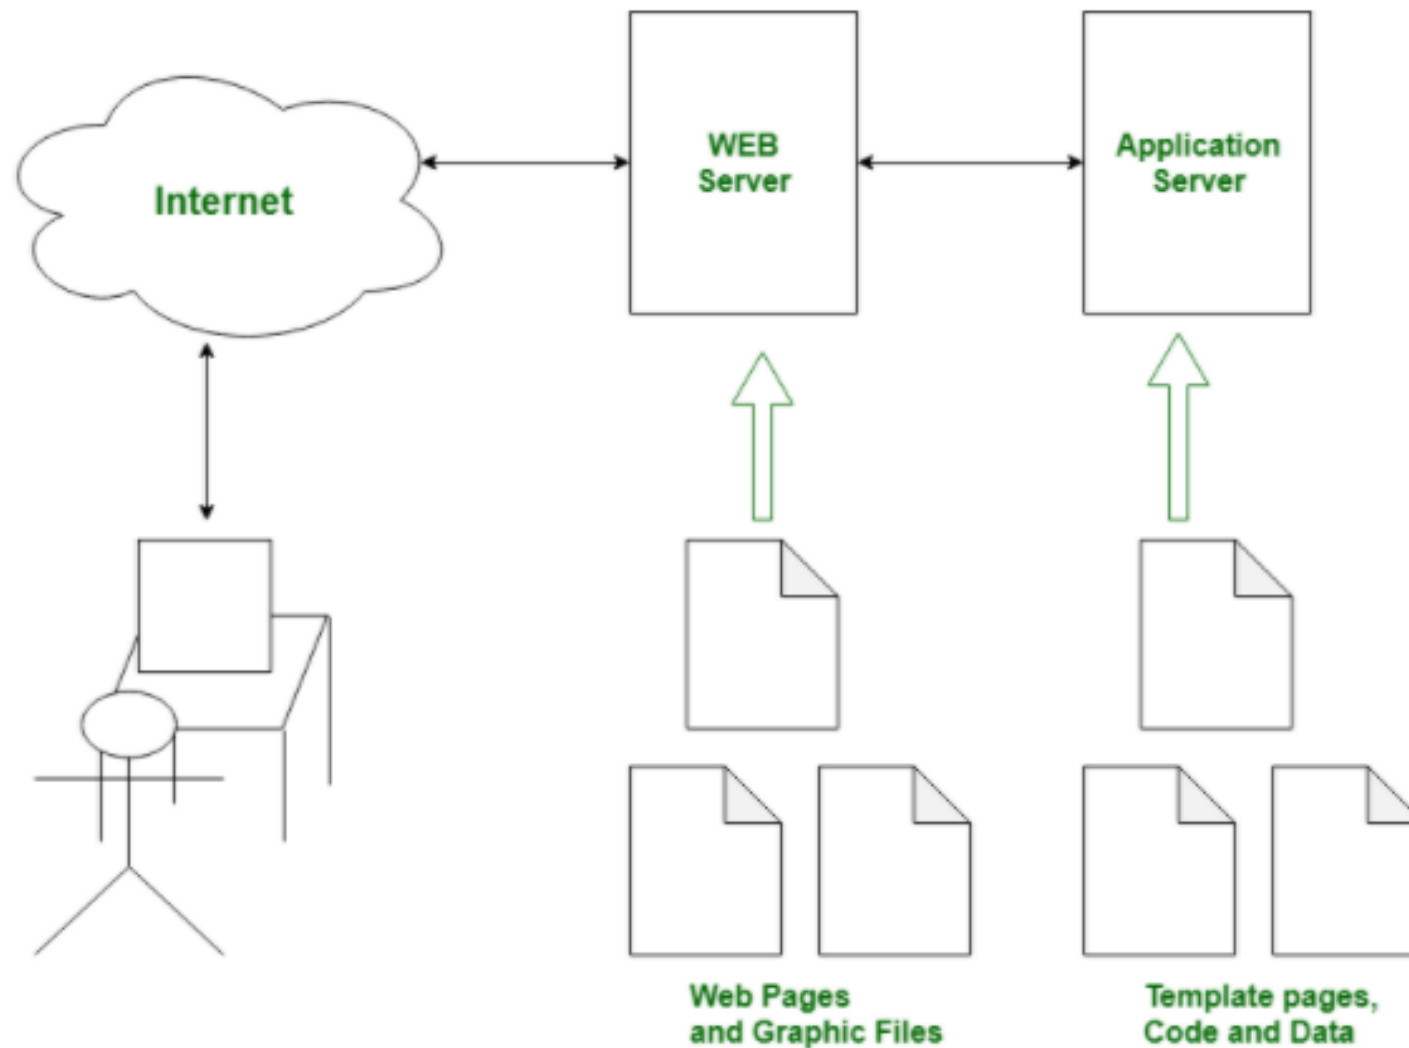 Internet
WEB
Server
Application
Server
Web Pages
and Graphic Files
Template pages,
Code and Data